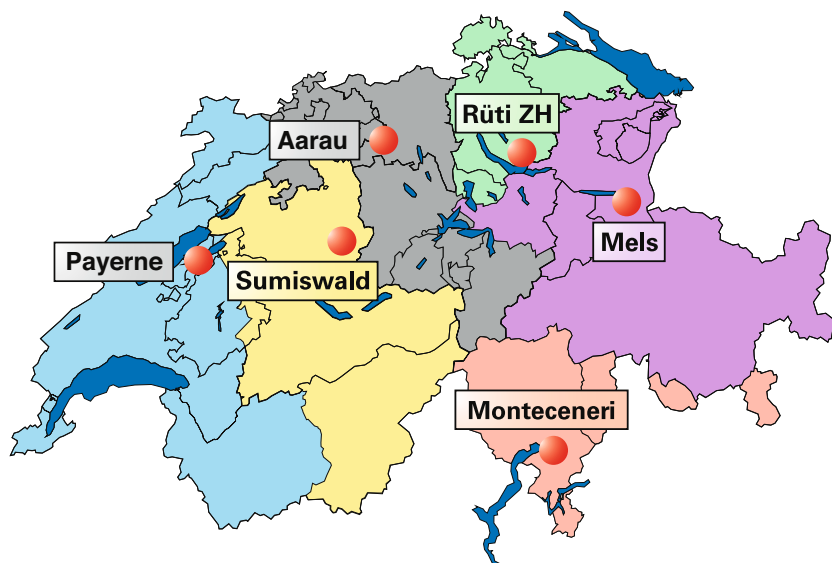 Rüti ZH
Aarau
Mels
Payerne
Sumiswald
Monteceneri